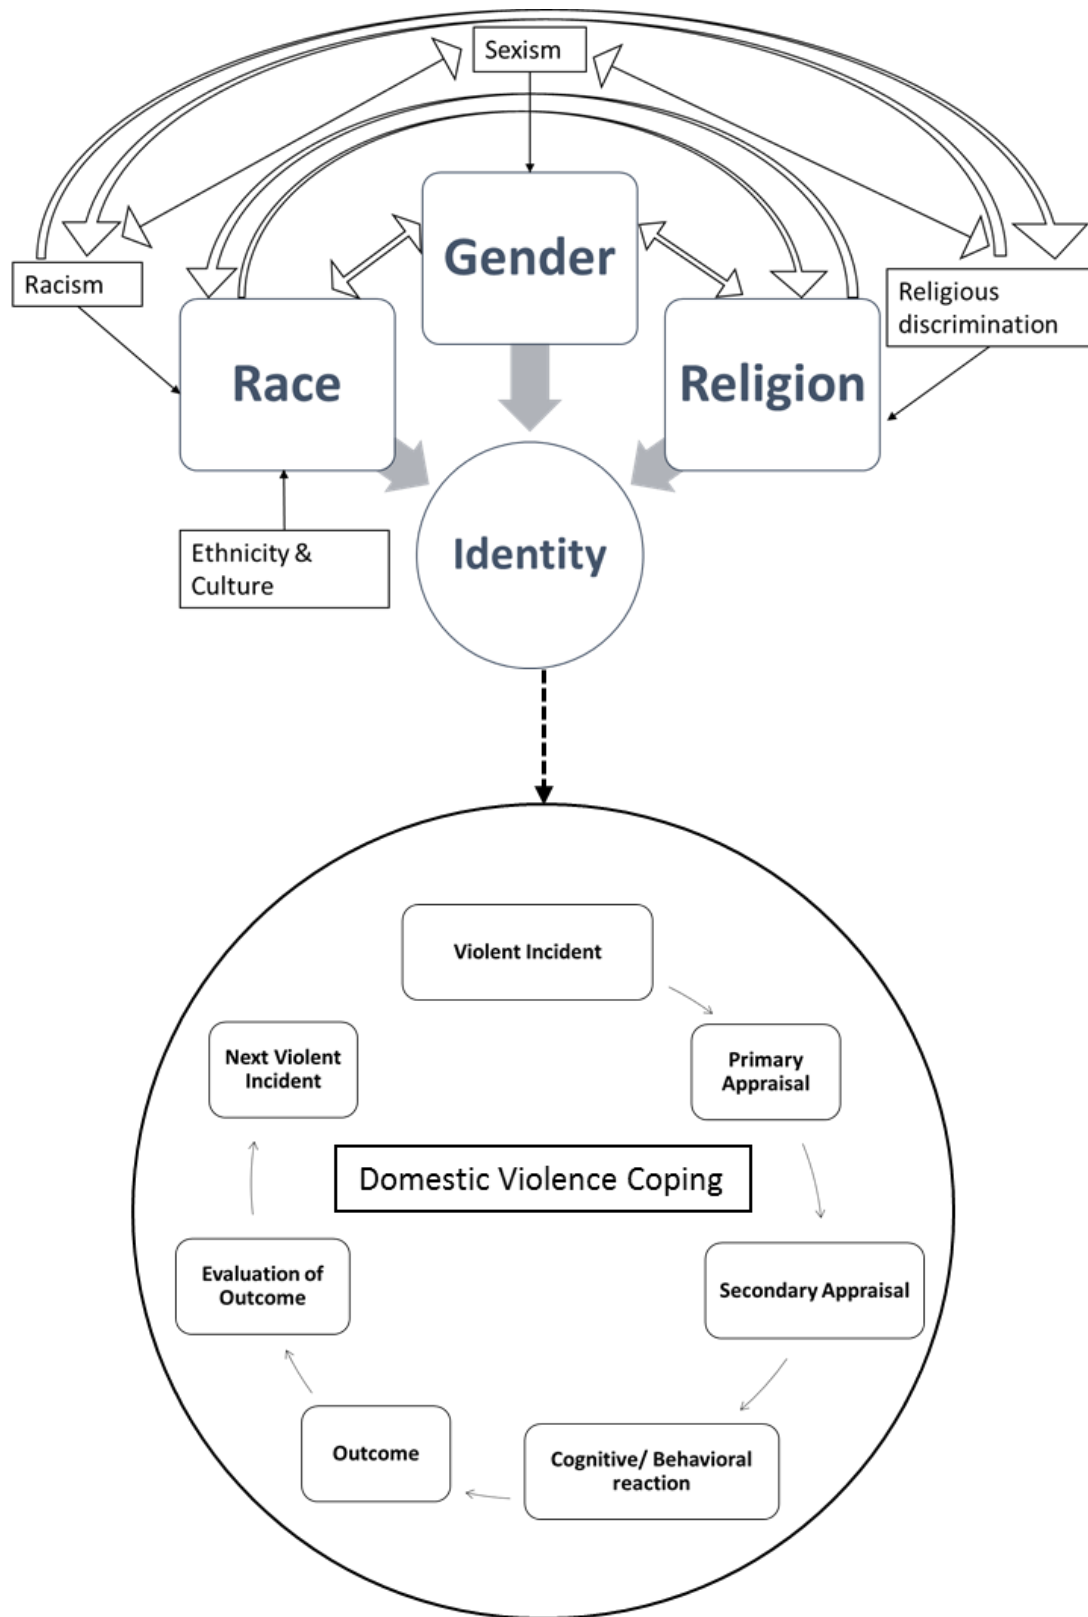 Sexism
Gender
Racism
Religious
discrimination
Race
Religion
Ethnicity &
Culture
Identity
Violent Incident
Next Violent
Incident
Primary
Appraisal
Domestic Violence Coping
Evaluation of
Outcome
Secondary Appraisal
Outcome
Cognitive/ Behavioral
reaction